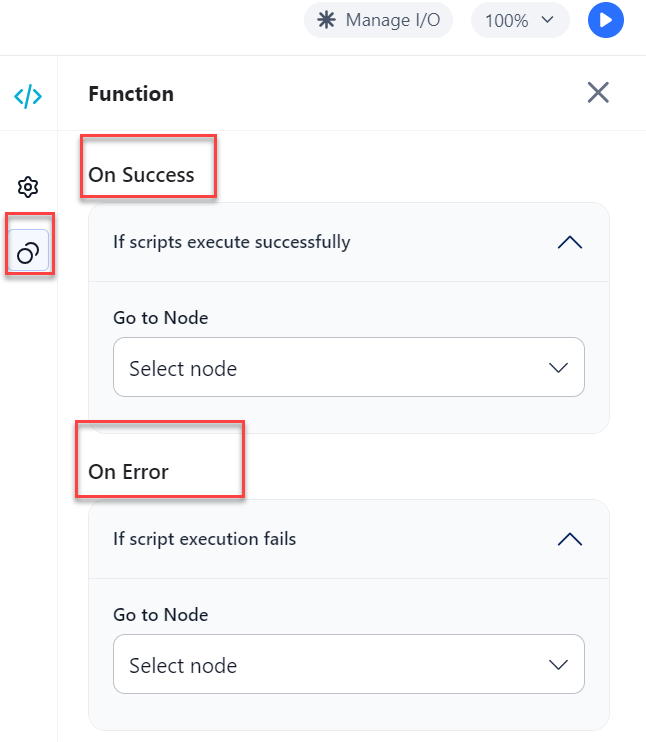 Manage I/O
100%
Function
On Success
If scripts execute successfully
Go to Node
Select node
On Error
If script execution fails
Go to Node
Select node